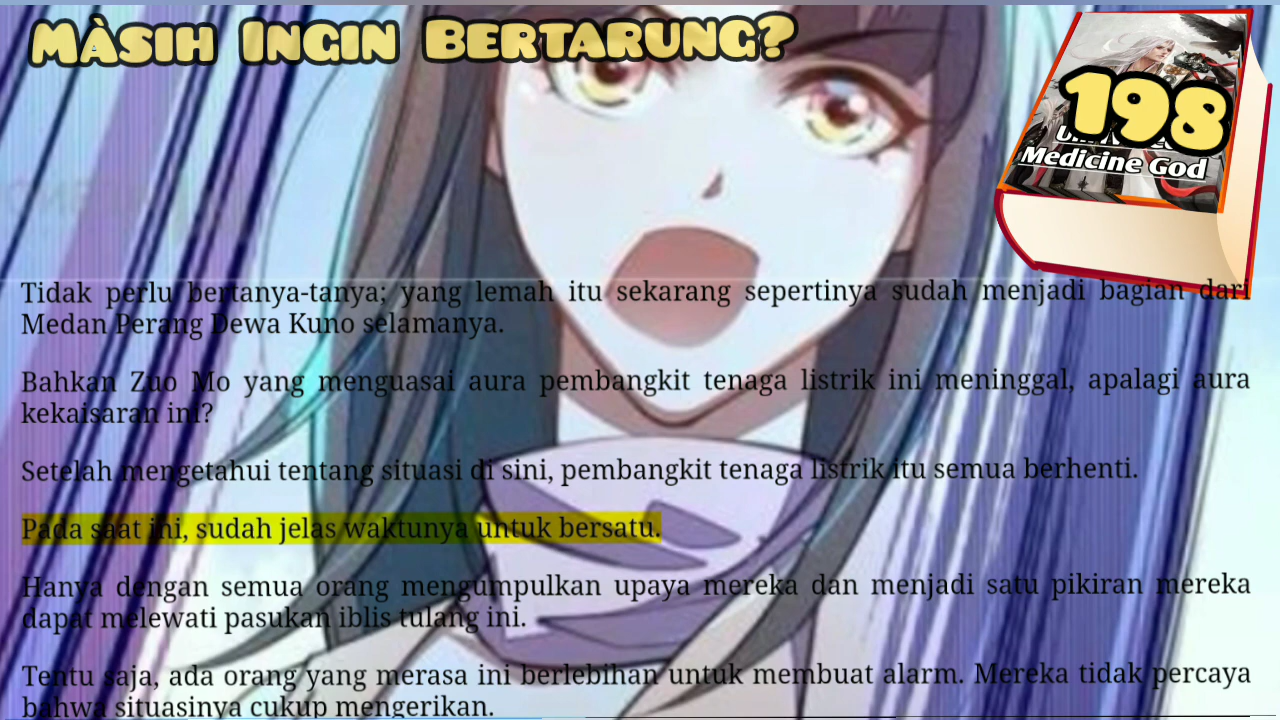 Màsih Ingin Bertarung?
198
Medicine God
Tidak perlu bertanya-tanya; yang lemah itu sekarang sepertinya sudah menjadi bagian dari
Medan Perang Dewa Kuno selamanya.
Bahkan Zuo Mo yang menguasai aura pembangkit tenaga listrik ini meninggal, apalagi aura
kekaisaran ini?
Setelah mengetahui tentang situasi di sini, pembangkit tenaga listrik itu semua berhenti.
Pada saat ini, sudah jelas waktunya untuk bersatu.
Hanya dengan semua orang mengumpulkan upaya mereka dan menjadi satu pikiran mereka
dapat melewati pasukan iblis tulang ini.
Tentu saja, ada orang yang merasa ini berlebihan untuk membuat alarm. Mereka tidak percaya
bahwa situasinya cukup mengerikan.